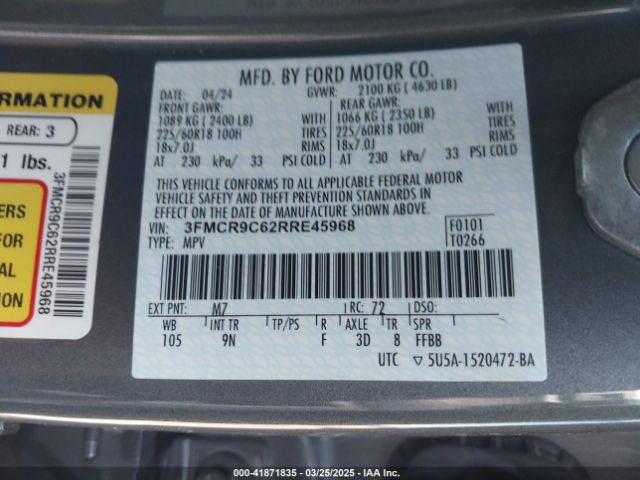 MFD. BY FORD MOTOR CO.
DATE: 04/24 GVWR: 2100 KG ( 4630 LB)
FRONT GAWR: REAR GAWR:
1089 KG ( 2400 LB) WITH 1066 KG ( 2350 LB) WITH
225/60R18 100H TIRES 225/60R18 100H TIRES
18x7.0J RIMS 18x7.0J RIMS
AT 230 kPa/ 33 PSI COLD AT 230 kPa/ 33 PSI COLD
THIS VEHICLE CONFORMS TO ALL APPLICABLE FEDERAL MOTOR
VEHICLE SAFETY AND THEFT PREVENTION STANDARDS IN
EFFECT ON THE DATE OF MANUFACTURE SHOWN ABOVE.
VIN: 3FMCR9C62RRE45968 F0101
TYPE: MPV T0266
EXT PNT: M7 RC: 72 DSO:
WB INT TR TP/PS R AXLE TR SPR
105 9N F 3D 8 FFBB
UTC ▽ 5U5A-1520472-BA
ORMATION
REAR: 3
1 lbs.
3FMCR9C62RRE45968
ERS
FOR
AL
ION
000-41871835 | 03/25/2025 | IAA Inc.